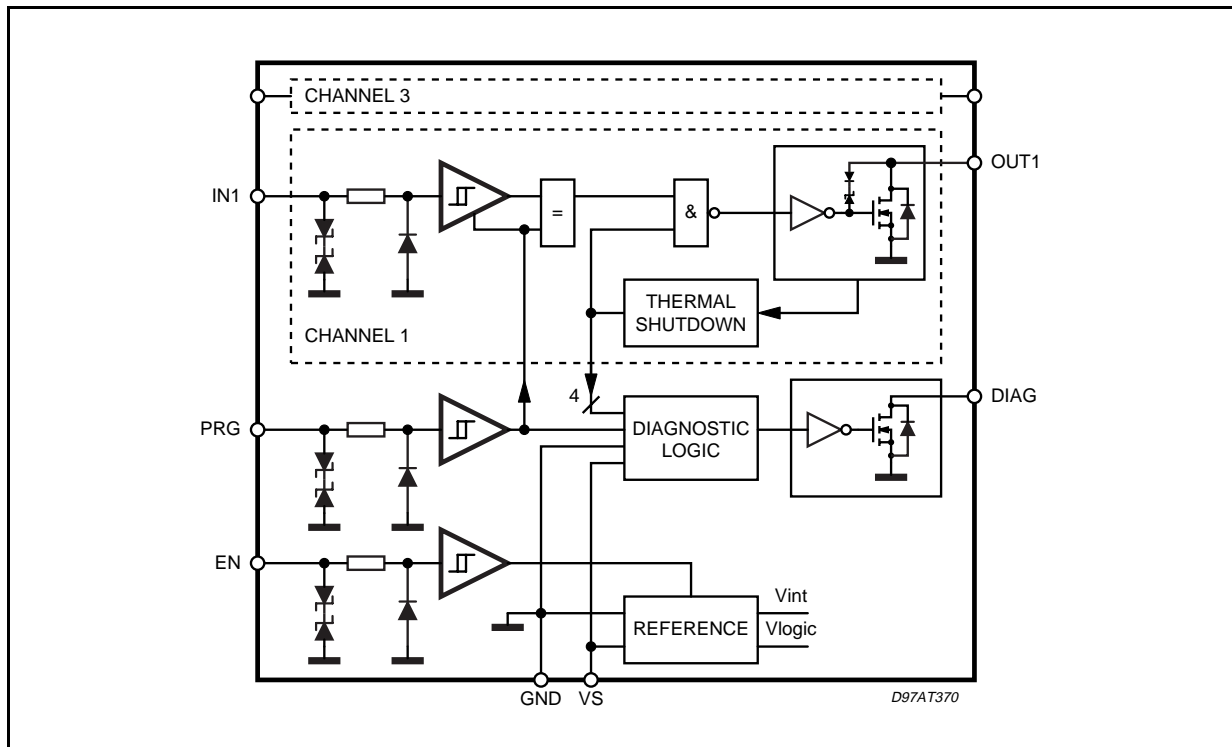 CHANNEL 3
OUT1
IN1
=
&
THERMAL
SHUTDOWN
CHANNEL 1
4
DIAG
PRG
DIAGNOSTIC
LOGIC
EN
Vint
REFERENCE
Vlogic
GND
VS
D97AT370